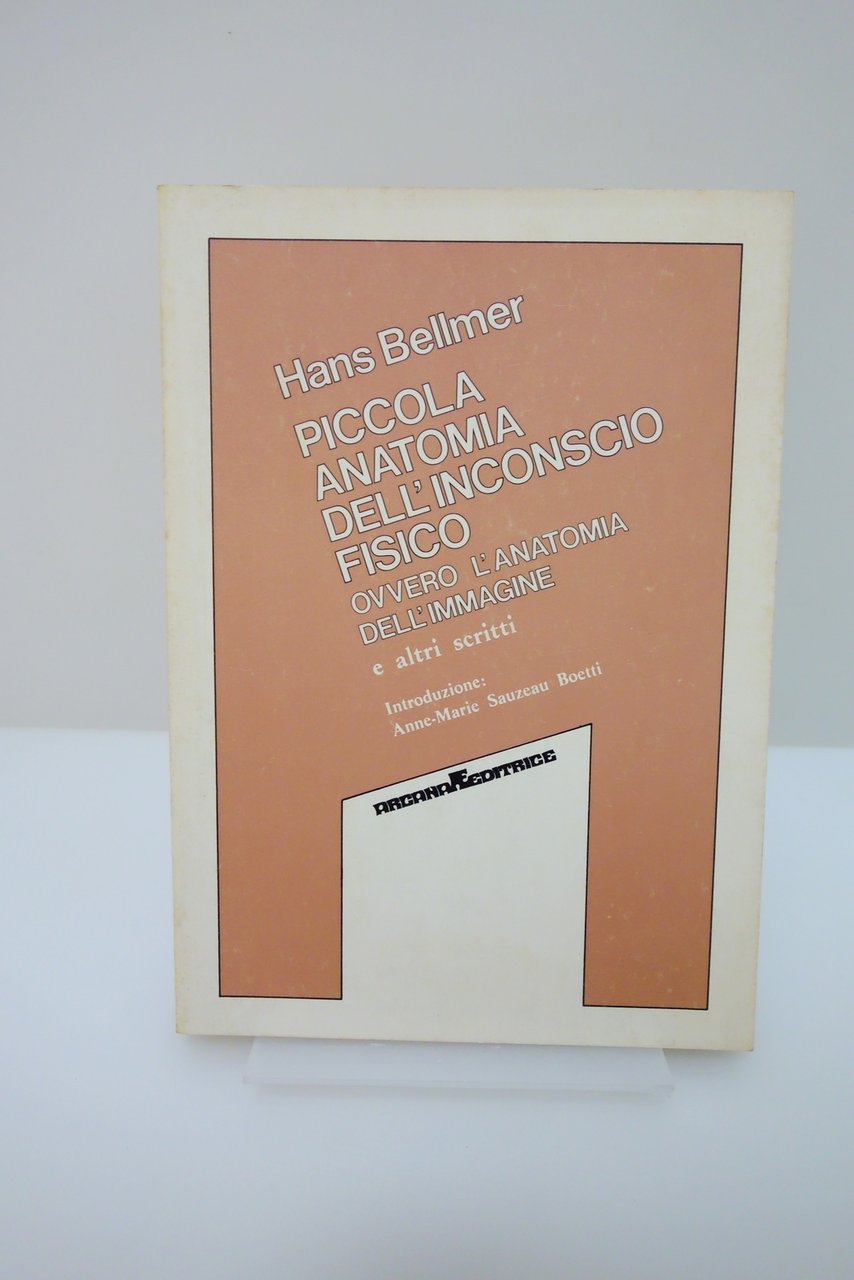 Hans Bellmer
PICCOLA
ANATOMIA
DELL'INCONSCIO
FISICO
OVVERO L'ANATOMIA
DELL'IMMAGINE
e altri scritti
Introduzione:
Anne-Marie Sauzeau Boetti
ARCANA EDITRICE